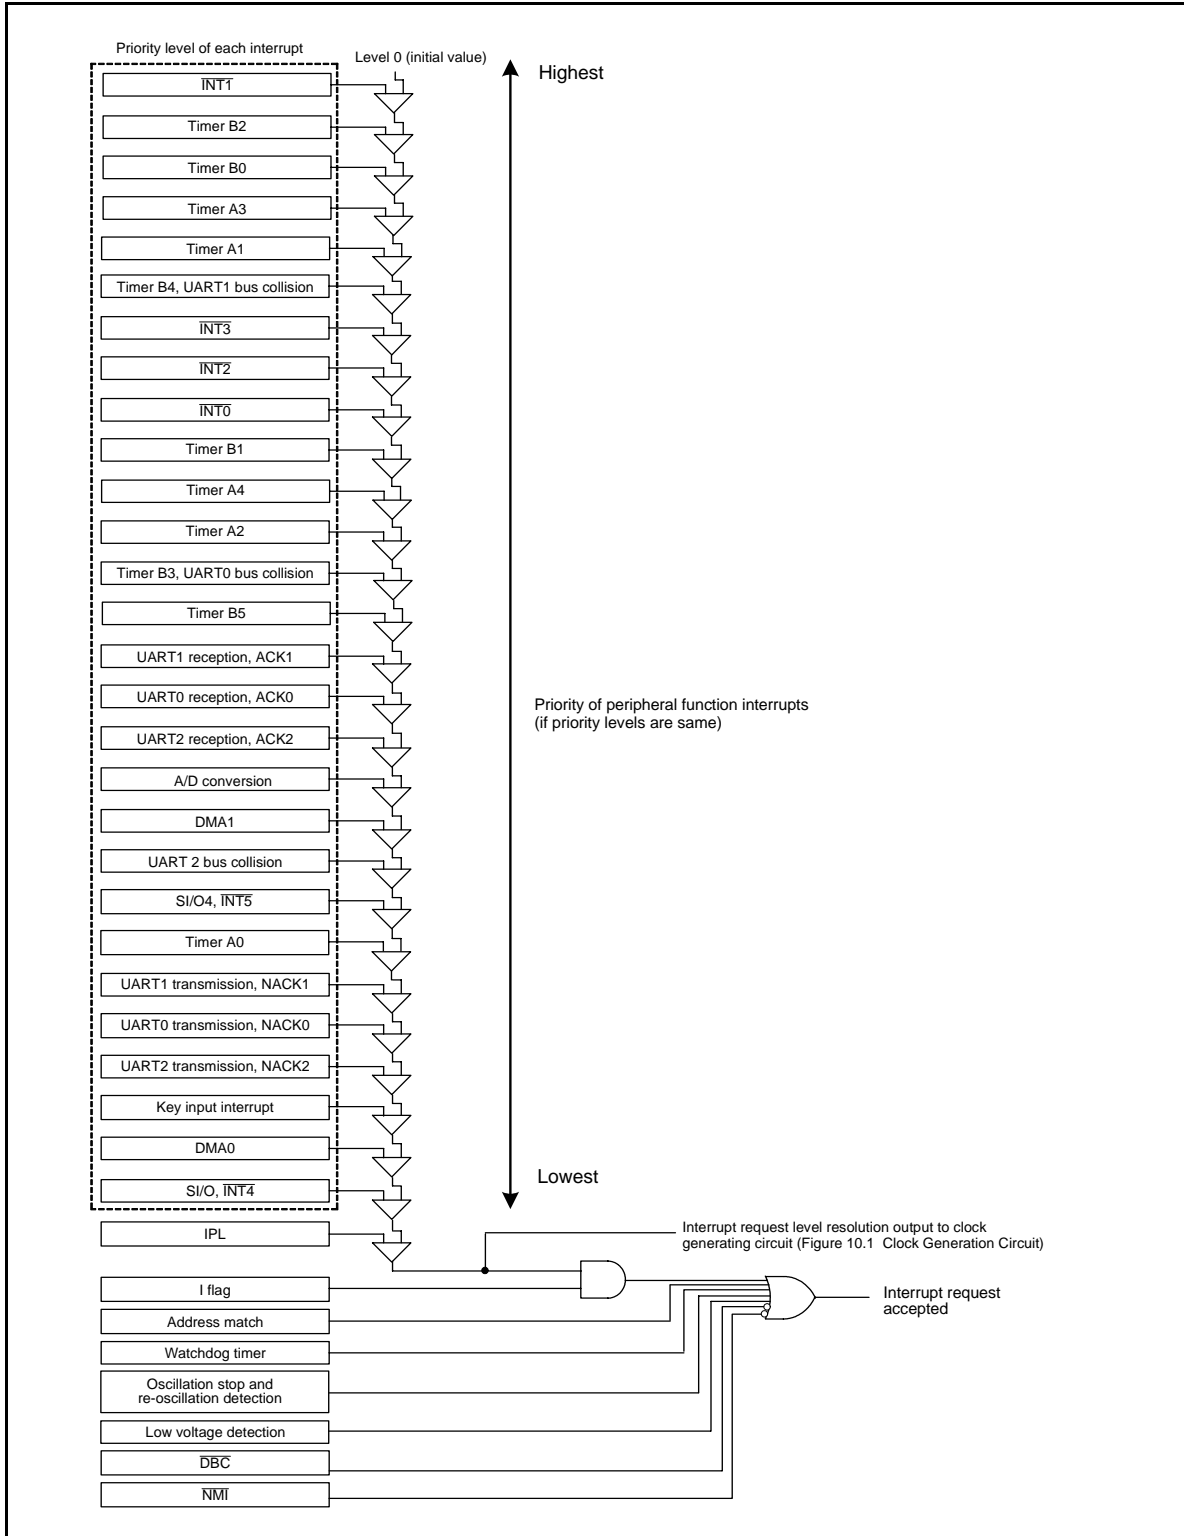 Priority level of each interrupt
Level 0 (initial value)
Highest
INT1
Timer B2
Timer B0
Timer A3
Timer A1
Timer B4, UART1 bus collision
INT3
INT2
INT0
Timer B1
Timer A4
Timer A2
Timer B3, UART0 bus collision
Timer B5
UART1 reception, ACK1
UART0 reception, ACK0
Priority of peripheral function interrupts
(if priority levels are same)
UART2 reception, ACK2
A/D conversion
DMA1
UART 2 bus collision
SI/O4, INT5
Timer A0
UART1 transmission, NACK1
UART0 transmission, NACK0
UART2 transmission, NACK2
Key input interrupt
DMA0
Lowest
SI/O, INT4
IPL
Interrupt request level resolution output to clock
generating circuit (Figure 10.1 Clock Generation Circuit)
I flag
Interrupt request
accepted
Address match
Watchdog timer
Oscillation stop and
re-oscillation detection
Low voltage detection
DBC
NMI